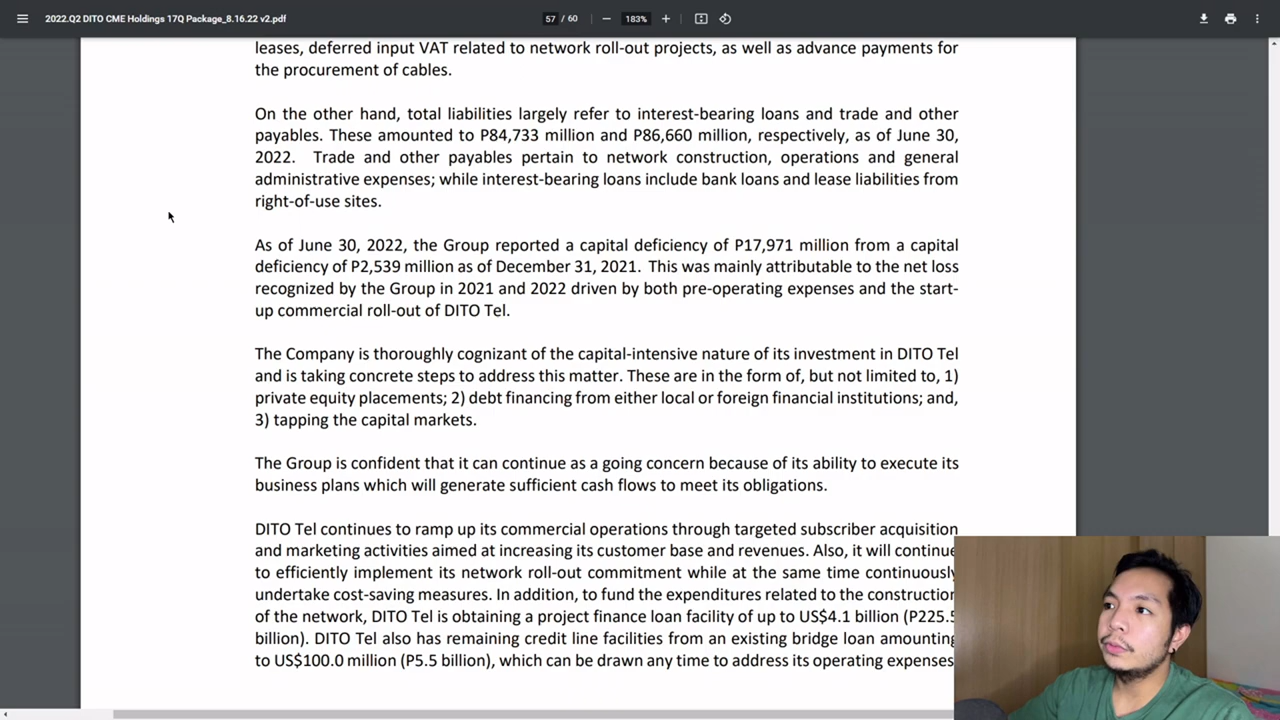 2022.Q2 DITO CME Holdings 17Q Package_8.16.22 v2.pdf
57 / 60
183%
leases, deferred input VAT related to network roll-out projects, as well as advance payments for
the procurement of cables.
On the other hand, total liabilities largely refer to interest-bearing loans and trade and other
payables. These amounted to P84,733 million and P86,660 million, respectively, as of June 30,
2022. Trade and other payables pertain to network construction, operations and general
administrative expenses; while interest-bearing loans include bank loans and lease liabilities from
right-of-use sites.
As of June 30, 2022, the Group reported a capital deficiency of P17,971 million from a capital
deficiency of P2,539 million as of December 31, 2021. This was mainly attributable to the net loss
recognized by the Group in 2021 and 2022 driven by both pre-operating expenses and the start-
up commercial roll-out of DITO Tel.
The Company is thoroughly cognizant of the capital-intensive nature of its investment in DITO Tel
and is taking concrete steps to address this matter. These are in the form of, but not limited to, 1)
private equity placements; 2) debt financing from either local or foreign financial institutions; and,
3) tapping the capital markets.
The Group is confident that it can continue as a going concern because of its ability to execute its
business plans which will generate sufficient cash flows to meet its obligations.
DITO Tel continues to ramp up its commercial operations through targeted subscriber acquisition
and marketing activities aimed at increasing its customer base and revenues. Also, it will continue
to efficiently implement its network roll-out commitment while at the same time continuously
undertake cost-saving measures. In addition, to fund the expenditures related to the construction
of the network, DITO Tel is obtaining a project finance loan facility of up to US$4.1 billion (P225.5
billion). DITO Tel also has remaining credit line facilities from an existing bridge loan amounting
to US$100.0 million (P5.5 billion), which can be drawn any time to address its operating expenses